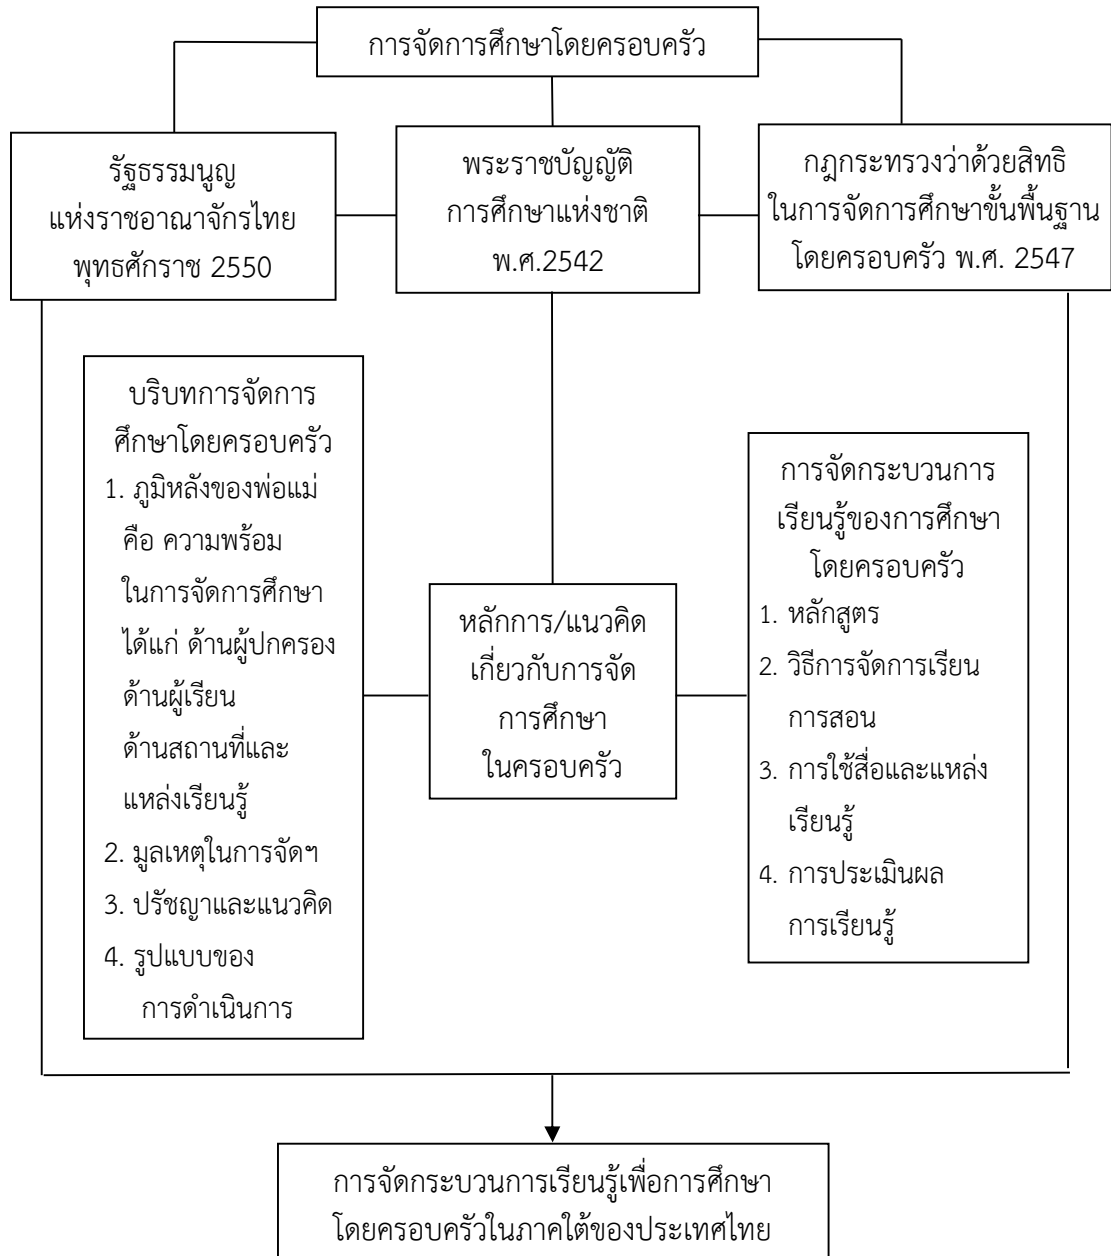 การจัดการศึกษาโดยครอบครัว
รัฐธรรมนูญ
แห่งราชอาณาจักรไทย
พุทธศักราช 2550
พระราชบัญญัติ
การศึกษาแห่งชาติ
พ.ศ.2542
กฎกระทรวงว่าด้วยสิทธิ
ในการจัดการศึกษาขั้นพื้นฐาน
โดยครอบครัว พ.ศ. 2547
บริบทการจัดการ
ศึกษาโดยครอบครัว
1. ภูมิหลังของพ่อแม่
คือ ความพร้อม
ในการจัดการศึกษา
ได้แก่ ด้านผู้ปกครอง
ด้านผู้เรียน
ด้านสถานที่และ
แหล่งเรียนรู้
2. มูลเหตุในการจัดฯ
3. ปรัชญาและแนวคิด
4. รูปแบบของ
การดำเนินการ
หลักการ/แนวคิด
เกี่ยวกับการจัด
การศึกษา
ในครอบครัว
การจัดกระบวนการ
เรียนรู้ของการศึกษา
โดยครอบครัว
1. หลักสูตร
2. วิธีการจัดการเรียน
การสอน
3. การใช้สื่อและแหล่ง
เรียนรู้
4. การประเมินผล
การเรียนรู้
การจัดกระบวนการเรียนรู้เพื่อการศึกษา
โดยครอบครัวในภาคใต้ของประเทศไทย